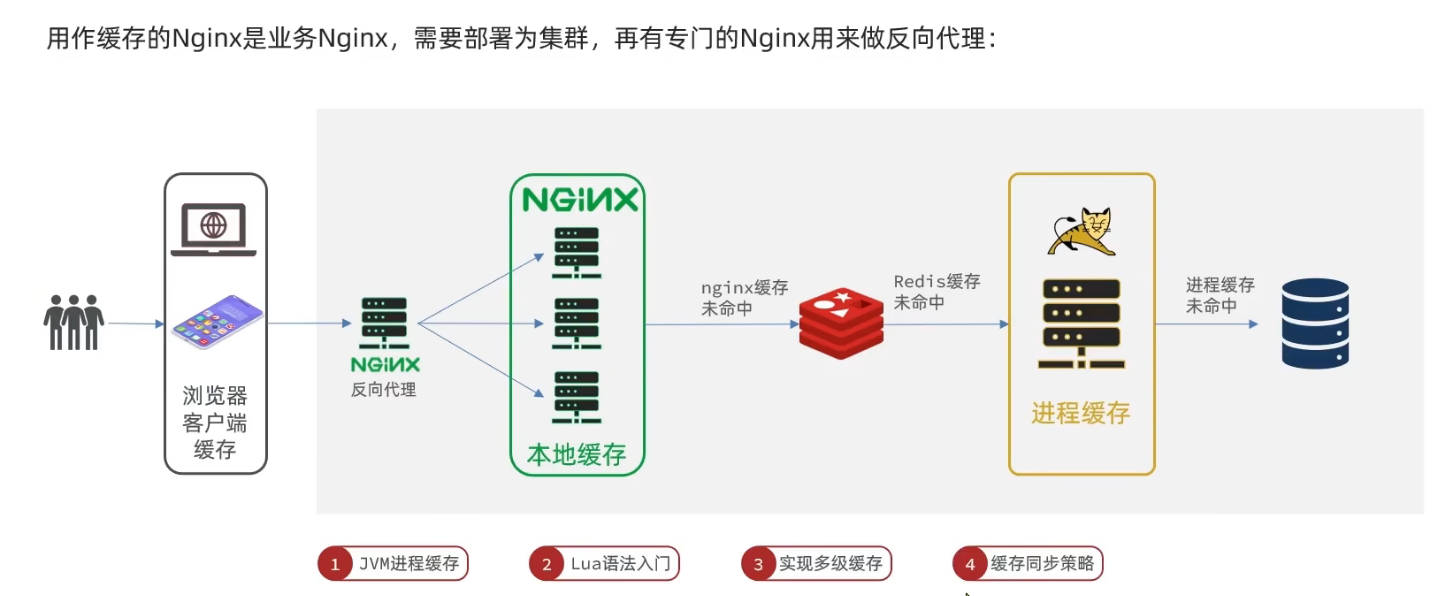 用作缓存的Nginx是业务Nginx，需要部署为集群，再有专门的Nginx用来做反向代理：
浏览器
客户端
缓存
NGINX
反向代理
NGINX
本地缓存
nginx缓存
未命中
Redis缓存
未命中
进程缓存
进程缓存
未命中
1 JVM进程缓存
2 Lua语法入门
3 实现多级缓存
4 缓存同步策略